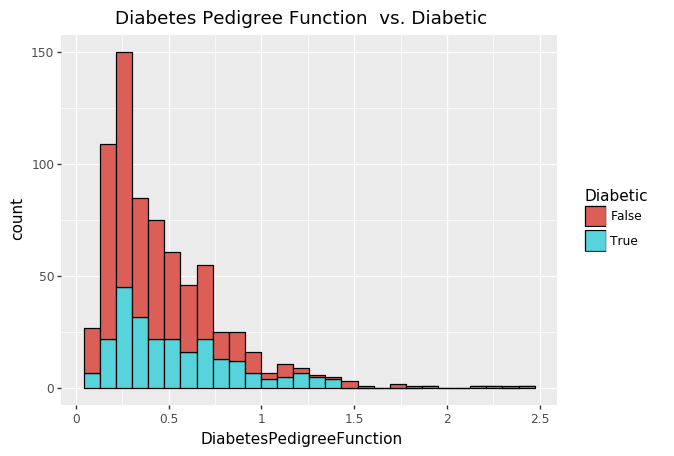 Diabetes Pedigree Function  vs. Diabetic
150
100
50
0
count
0 0.5 1 1.5 2 2.5
DiabetesPedigreeFunction
Diabetic
False
True